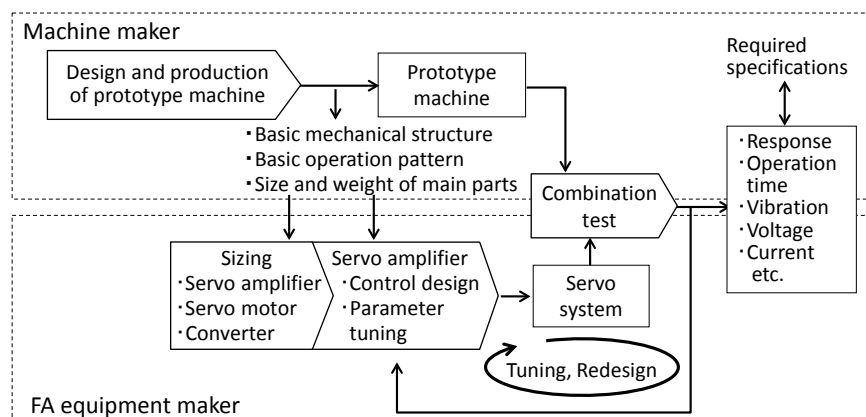 Machine maker
Design and production
of prototype machine
Prototype
machine
Required
specifications
・Basic mechanical structure
・Basic operation pattern
・Size and weight of main parts
Combination
test
・Response
・Operation
time
・Vibration
・Voltage
・Current
etc.
Sizing
・Servo amplifier
・Servo motor
・Converter
Servo amplifier
・Control design
・Parameter
tuning
Servo
system
Tuning, Redesign
FA equipment maker